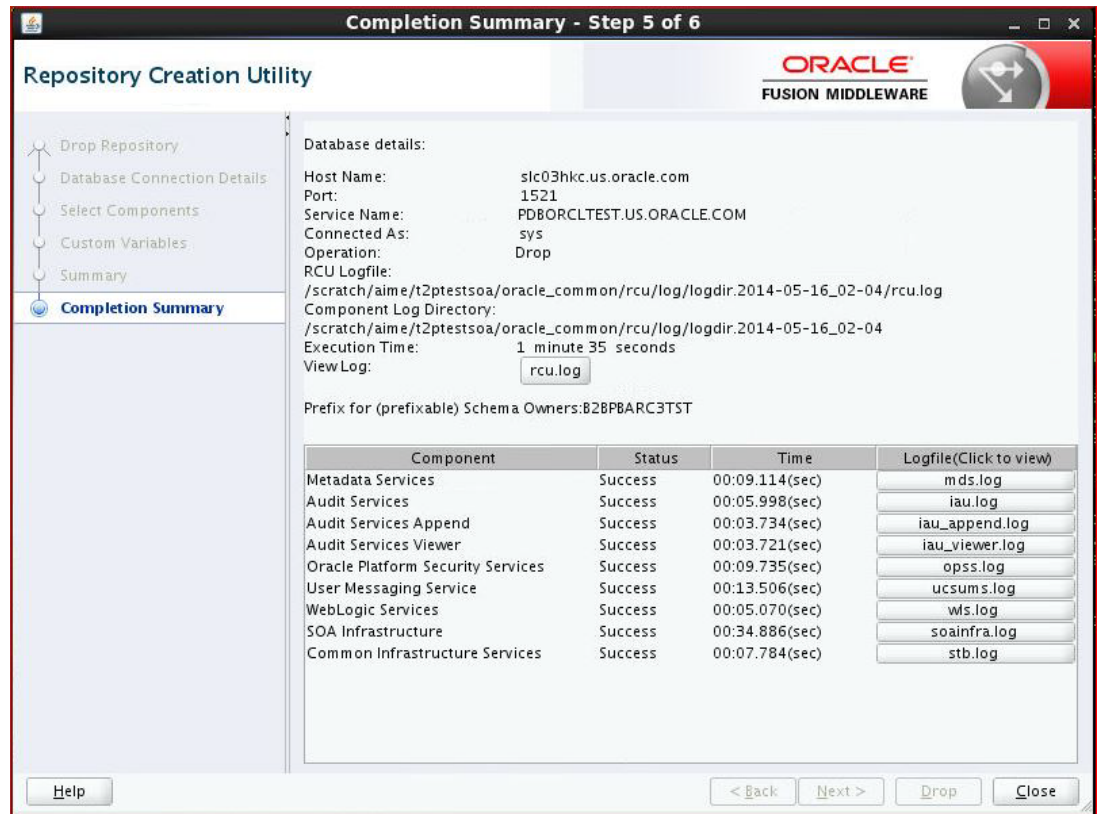 Completion Summary - Step 5 of 6
Repository Creation Utility
ORACLE
FUSION MIDDLEWARE
Drop Repository
Database Connection Details
Select Components
Custom Variables
Summary
Completion Summary
Database details:
Host Name: slc03hkc.us.oracle.com
Port: 1521
Service Name: PDBORCLTEST.US.ORACLE.COM
Connected As: sys
Operation: Drop
RCU Logfile:
/scratch/aime/t2ptestsoa/oracle_common/rcu/log/logdir.2014-05-16_02-04/rcu.log
Component Log Directory:
/scratch/aime/t2ptestsoa/oracle_common/rcu/log/logdir.2014-05-16_02-04
Execution Time: 1 minute 35 seconds
View Log: rcu.log
Prefix for (prefixable) Schema Owners:B2BPBARC3TST
Component Status Time Logfile(Click to view)
Metadata Services Success 00:09.114(sec) mds.log
Audit Services Success 00:05.998(sec) iau.log
Audit Services Append Success 00:03.734(sec) iau_append.log
Audit Services Viewer Success 00:03.721(sec) iau_viewer.log
Oracle Platform Security Services Success 00:09.735(sec) opss.log
User Messaging Service Success 00:13.506(sec) ucsums.log
WebLogic Services Success 00:05.070(sec) wls.log
SOA Infrastructure Success 00:34.886(sec) soainfra.log
Common Infrastructure Services Success 00:07.784(sec) stb.log
Help < Back Next > Drop Close